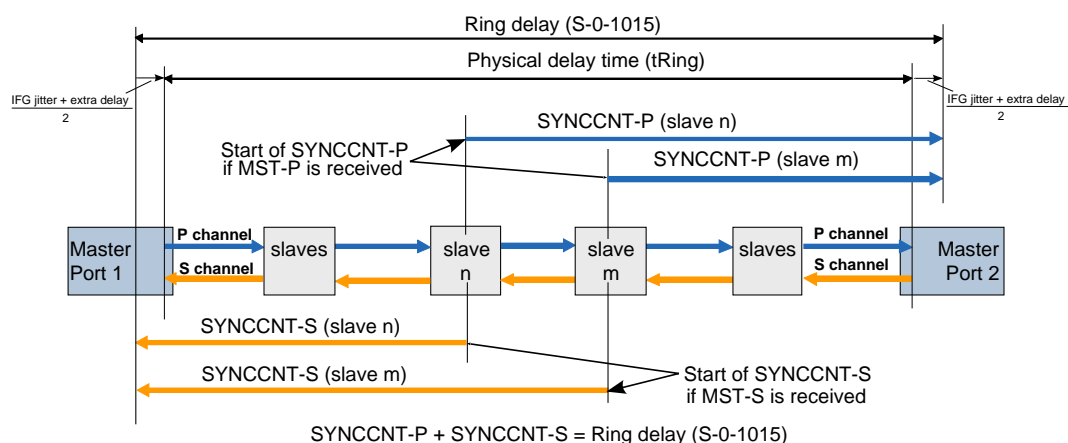 Ring delay (S-0-1015)
Physical delay time (tRing)
IFG jitter + extra delay
2
IFG jitter + extra delay
2
SYNCCNT-P (slave n)
Start of SYNCCNT-P
if MST-P is received
SYNCCNT-P (slave m)
Master
Port 1
P channel
S channel
slaves
slave
n
slave
m
slaves
P channel
S channel
Master
Port 2
SYNCCNT-S (slave n)
SYNCCNT-S (slave m)
Start of SYNCCNT-S
if MST-S is received
SYNCCNT-P + SYNCCNT-S = Ring delay (S-0-1015)